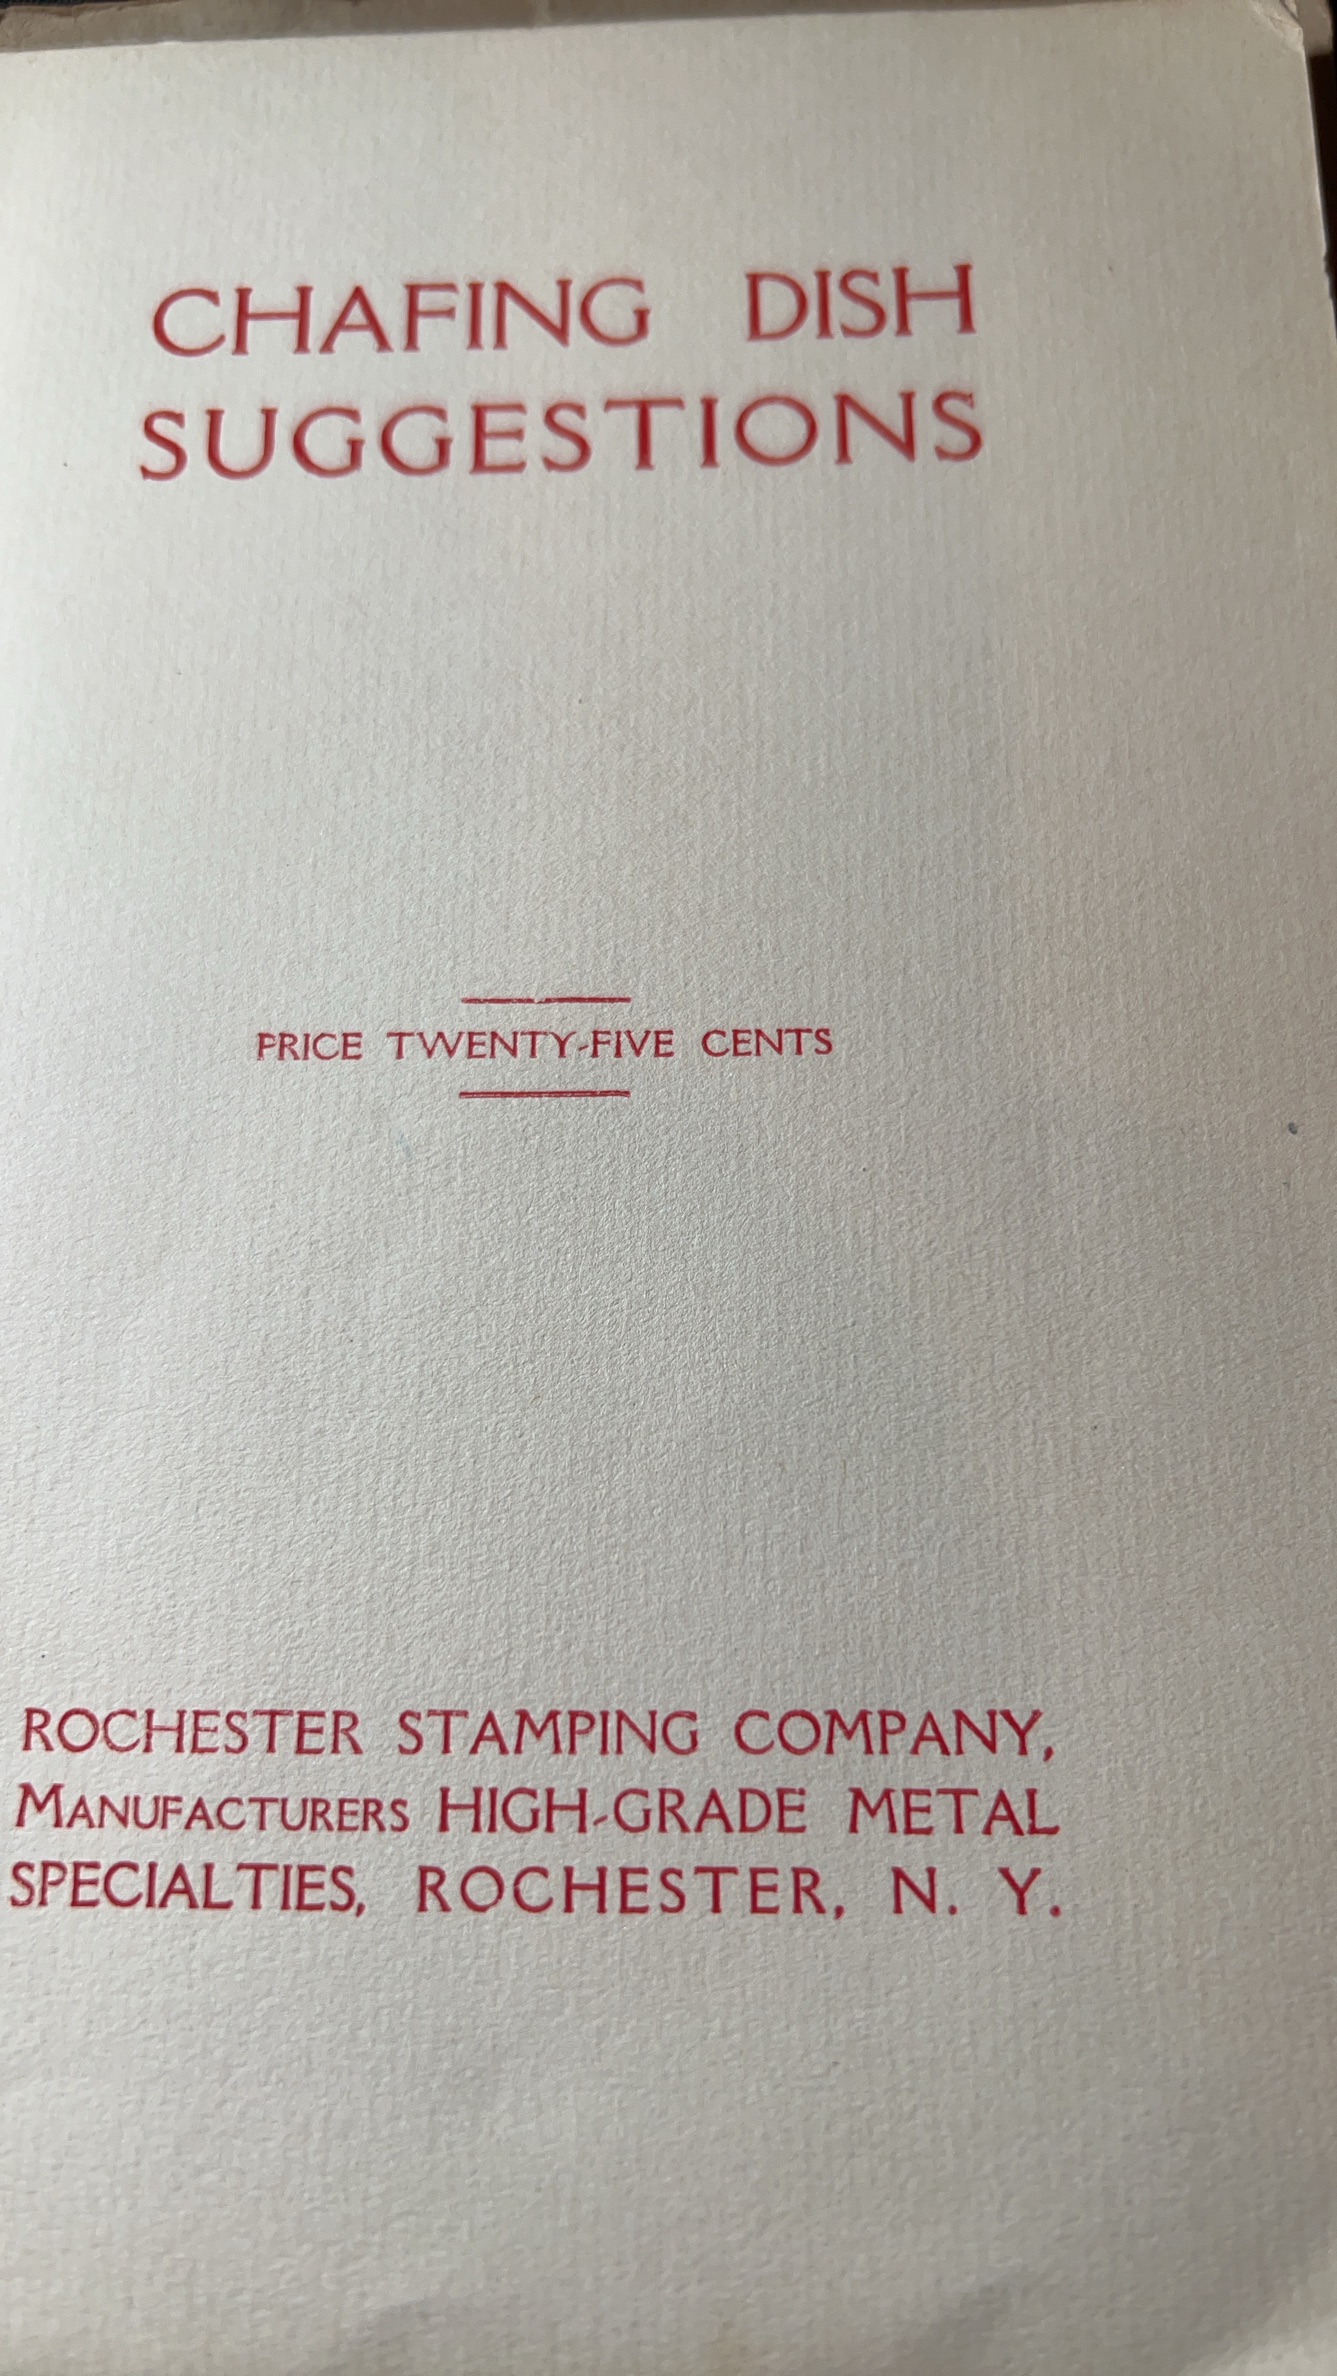 CHAFING DISH
SUGGESTIONS
PRICE TWENTY-FIVE CENTS
ROCHESTER STAMPING COMPANY,
MANUFACTURERS HIGH-GRADE METAL
SPECIALTIES, ROCHESTER, N. Y.